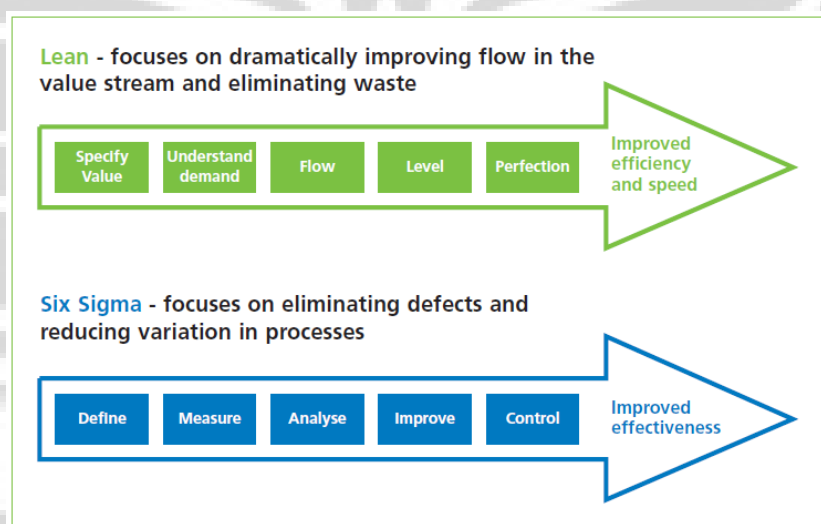 Lean - focuses on dramatically improving flow in the
value stream and eliminating waste
Specify
Value
Understand
demand
Flow
Level
Perfection
Improved
efficiency
and speed
Six Sigma - focuses on eliminating defects and
reducing variation in processes
Define
Measure
Analyse
Improve
Control
Improved
effectiveness